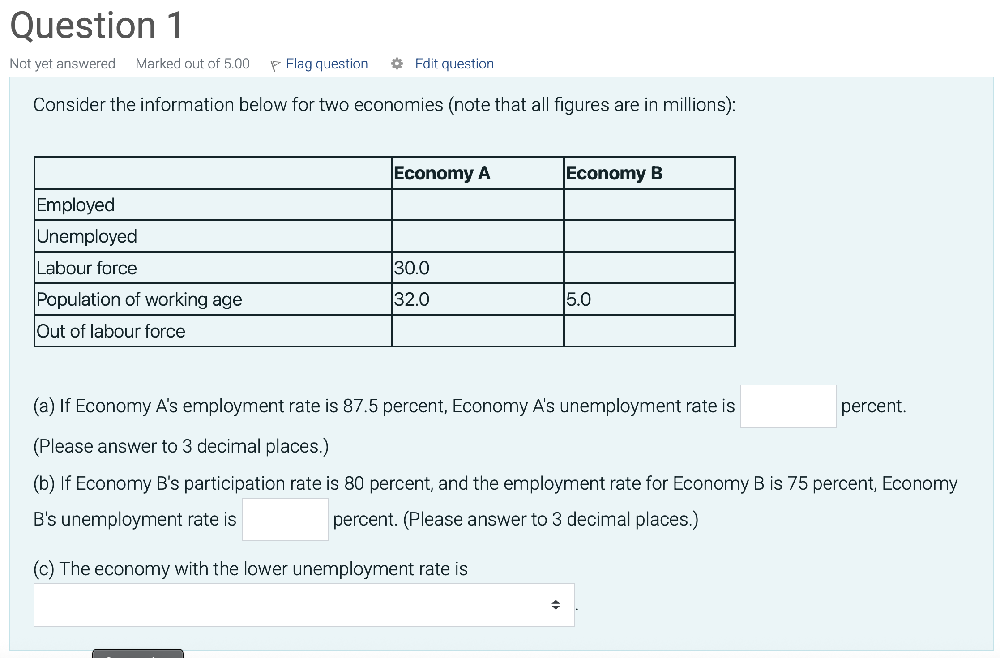 Question 1
Not yet answered Marked out of 5.00 Flag question Edit question
Consider the information below for two economies (note that all figures are in millions):
Economy A Economy B
Employed
Unemployed
Labour force 30.0
Population of working age 32.0 5.0
Out of labour force
(a) If Economy A's employment rate is 87.5 percent, Economy A's unemployment rate is percent.
(Please answer to 3 decimal places.)
(b) If Economy B's participation rate is 80 percent, and the employment rate for Economy B is 75 percent, Economy
B's unemployment rate is percent. (Please answer to 3 decimal places.)
(c) The economy with the lower unemployment rate is
.